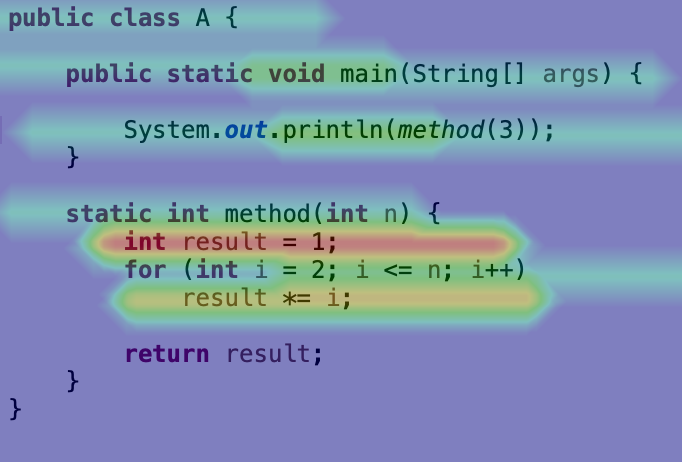 public class A {
public static void main(String[] args) {
System.out.println(method(3));
}
static int method(int n) {
int result = 1;
for (int i = 2; i <= n; i++)
result *= i;
return result;
}
}